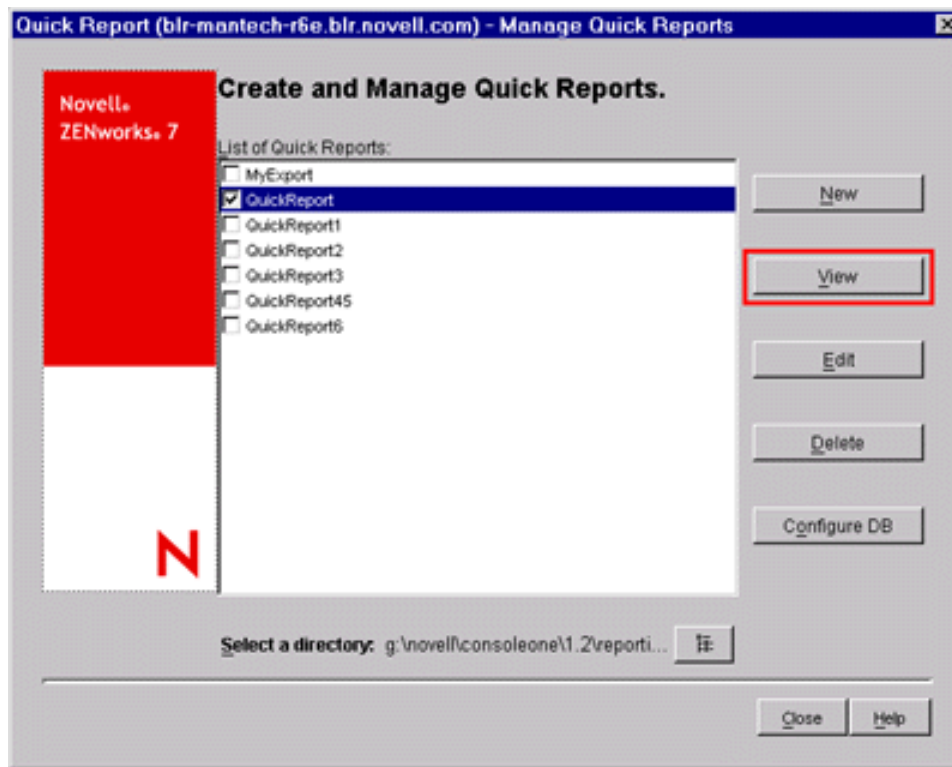 Quick Report (blr-mantech-r6e.blr.novell.com) - Manage Quick Reports
Novell®
ZENworks® 7
Create and Manage Quick Reports.
List of Quick Reports:
MyExport
QuickReport
QuickReport1
QuickReport2
QuickReport3
QuickReport45
QuickReport6
New
View
Edit
Delete
Configure DB
N
Select a directory: g:\novell\consoleone\1.2\reporti...
Close
Help